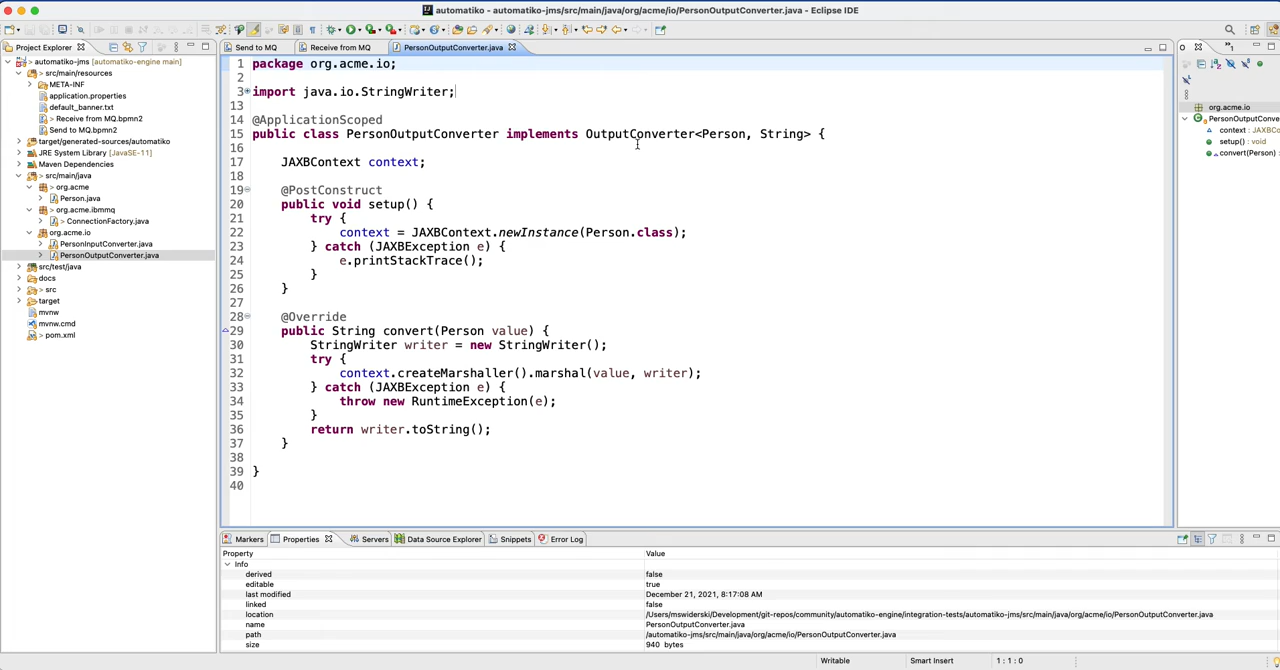 automatiko - automatiko-jms/src/main/java/org/acme/io/PersonOutputConverter.java - Eclipse IDE
Project Explorer
automatiko-jms (automatiko-engine main)
src/main/resources
META-INF
application.properties
default_banner.txt
> Receive from MQ.bpmn2
Send to MQ.bpmn2
target/generated-sources/automatiko
JRE System Library [JavaSE-11]
Maven Dependencies
src/main/java
org.acme
Person.java
org.acme.ibmmq
> ConnectionFactory.java
org.acme.io
PersonInputConverter.java
PersonOutputConverter.java
src/test/java
docs
> src
target
mvnw
mvnw.cmd
> pom.xml
Send to MQ
Receive from MQ
PersonOutputConverter.java
1 package org.acme.io;
2
3 import java.io.StringWriter;
13
14 @ApplicationScoped
15 public class PersonOutputConverter implements OutputConverter<Person, String> {
16
17 JAXBContext context;
18
19 @PostConstruct
20 public void setup() {
21 try {
22 context = JAXBContext.newInstance(Person.class);
23 } catch (JAXBException e) {
24 e.printStackTrace();
25 }
26 }
27
28 @Override
29 public String convert(Person value) {
30 StringWriter writer = new StringWriter();
31 try {
32 context.createMarshaller().marshal(value, writer);
33 } catch (JAXBException e) {
34 throw new RuntimeException(e);
35 }
36 return writer.toString();
37 }
38
39 }
40
org.acme.io
PersonOutputConve
context : JAXBC
setup() : void
convert(Person)
Markers
Properties
Servers
Data Source Explorer
Snippets
Error Log
Property Value
Info
derived false
editable true
last modified December 21, 2021, 8:17:08 AM
linked false
location /Users/mswiderski/Development/git-repos/community/automatiko-engine/integration-tests/automatiko-jms/src/main/java/org/acme/io/PersonOutputConverter.java
name PersonOutputConverter.java
path /automatiko-jms/src/main/java/org/acme/io/PersonOutputConverter.java
size 940 bytes
Writable
Smart Insert
1 : 1 : 0